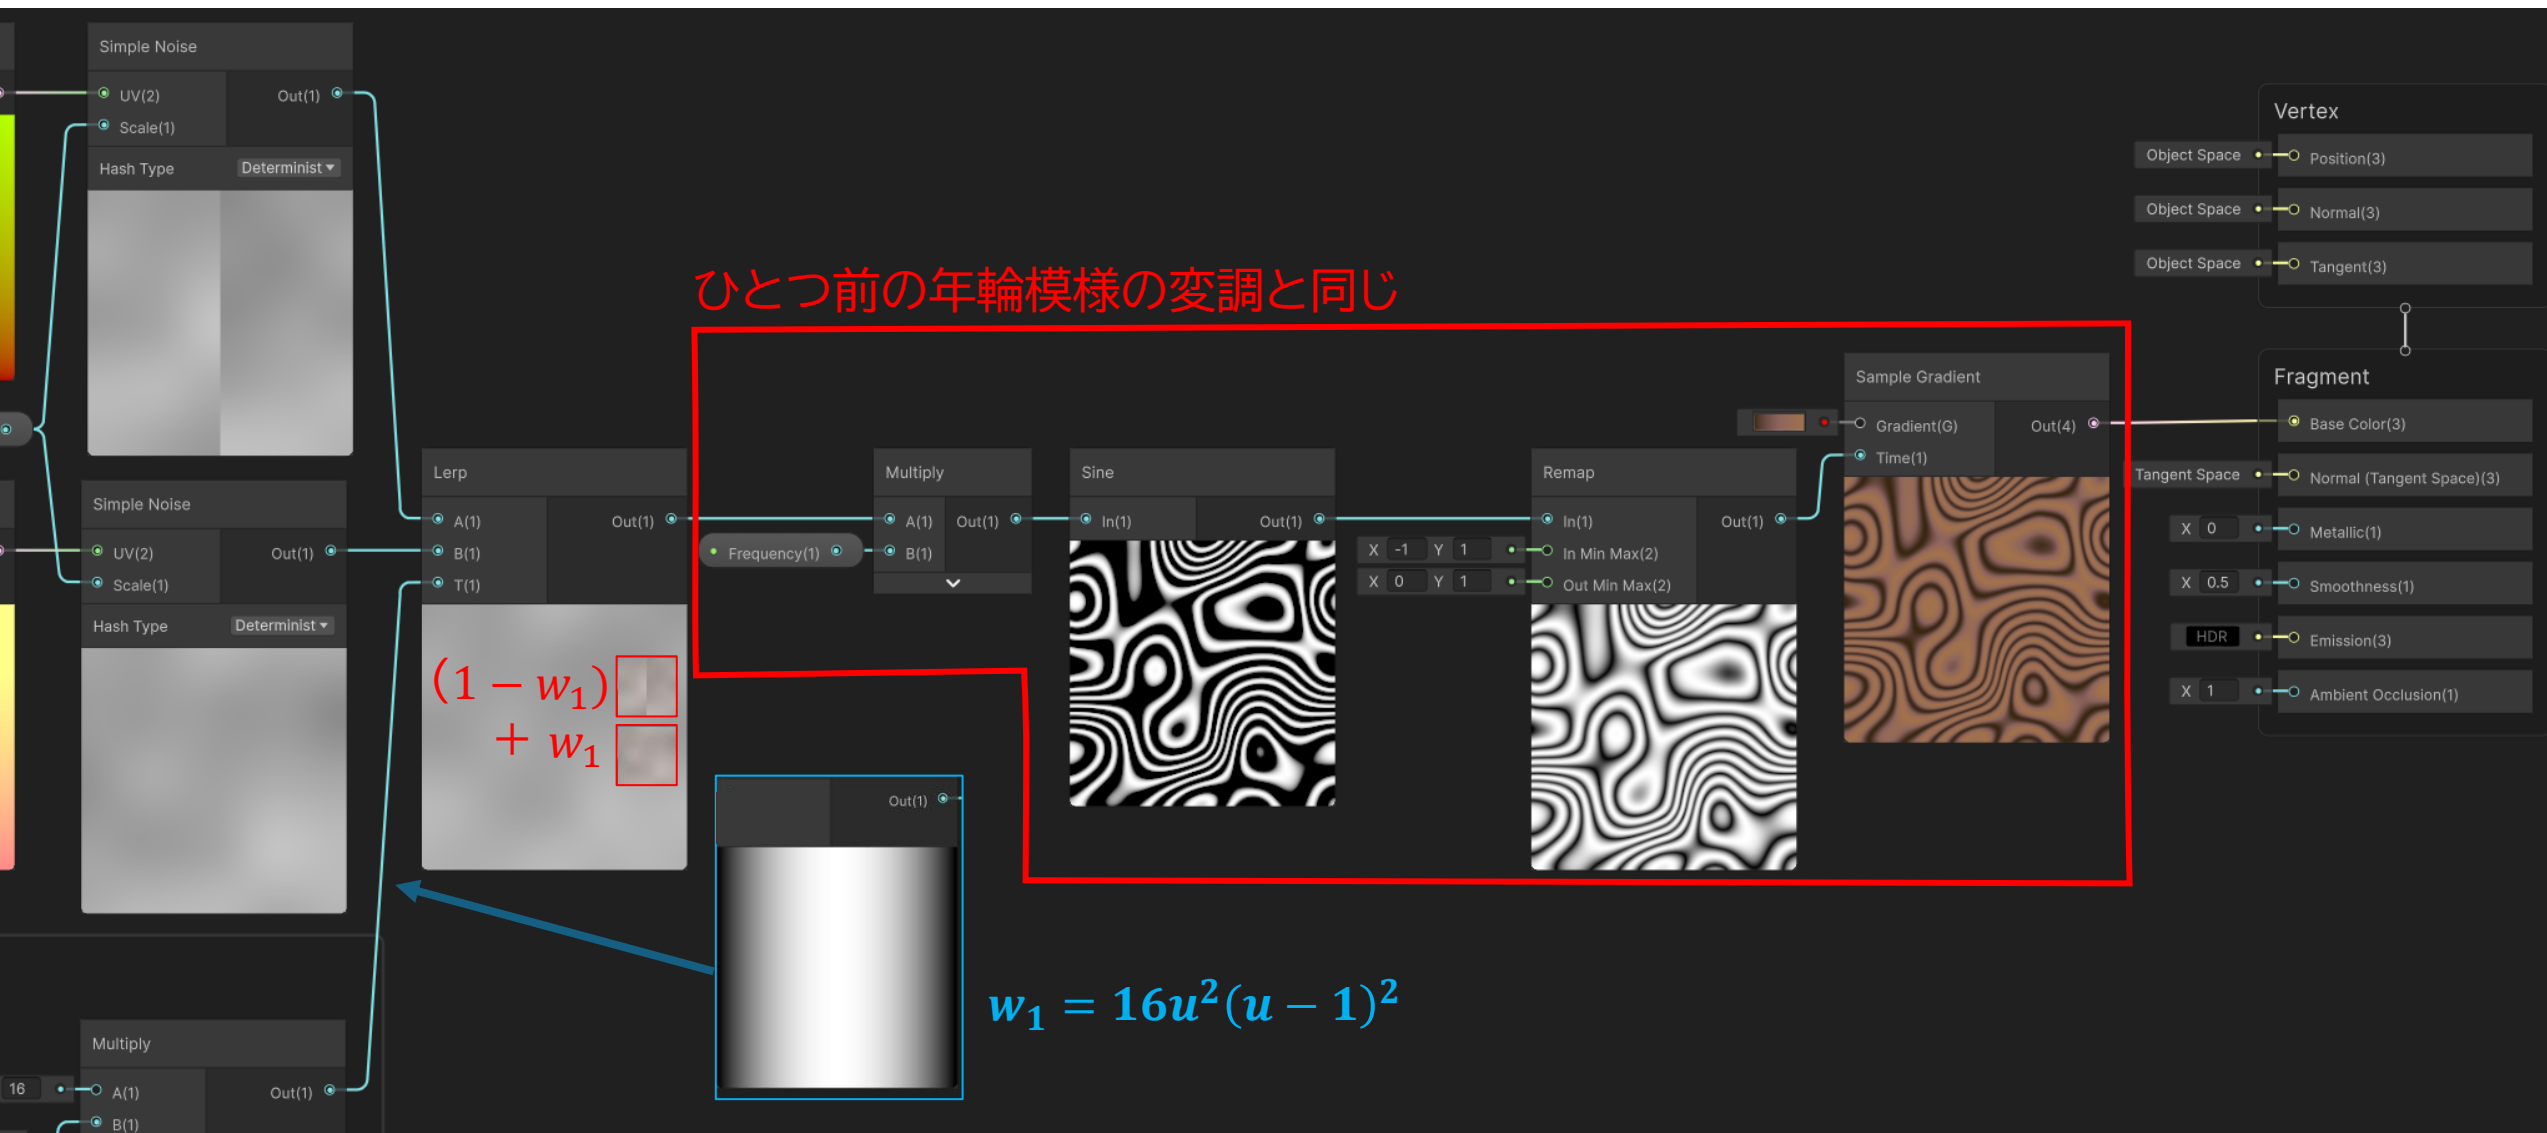 Simple Noise
UV(2)
Out(1)
Scale(1)
Hash Type
Determinist
Simple Noise
UV(2)
Out(1)
Scale(1)
Hash Type
Determinist
Multiply
16
A(1)
Out(1)
B(1)
Lerp
A(1)
Out(1)
B(1)
T(1)
(1 − w₁)
+ w₁
ひとつ前の年輪模様の変調と同じ
Frequency(1)
Multiply
A(1)
Out(1)
B(1)
Sine
In(1)
Out(1)
Out(1)
w₁ = 16u²(u − 1)²
X -1 Y 1
X 0 Y 1
Remap
In(1)
Out(1)
In Min Max(2)
Out Min Max(2)
Sample Gradient
Gradient(G)
Out(4)
Time(1)
Vertex
Object Space
Position(3)
Object Space
Normal(3)
Object Space
Tangent(3)
Fragment
Base Color(3)
Tangent Space
Normal (Tangent Space)(3)
X 0
Metallic(1)
X 0.5
Smoothness(1)
HDR
Emission(3)
X 1
Ambient Occlusion(1)